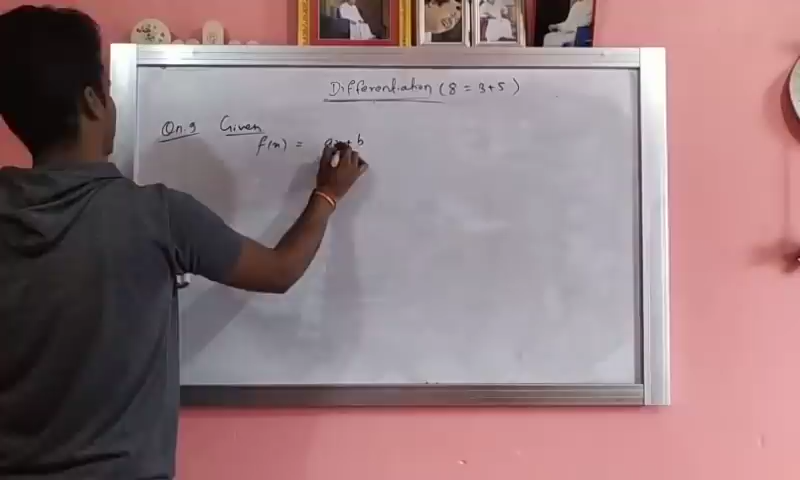 Differentiation (8 = 3+5)
Qn.9 Given
f(x) = ax+b